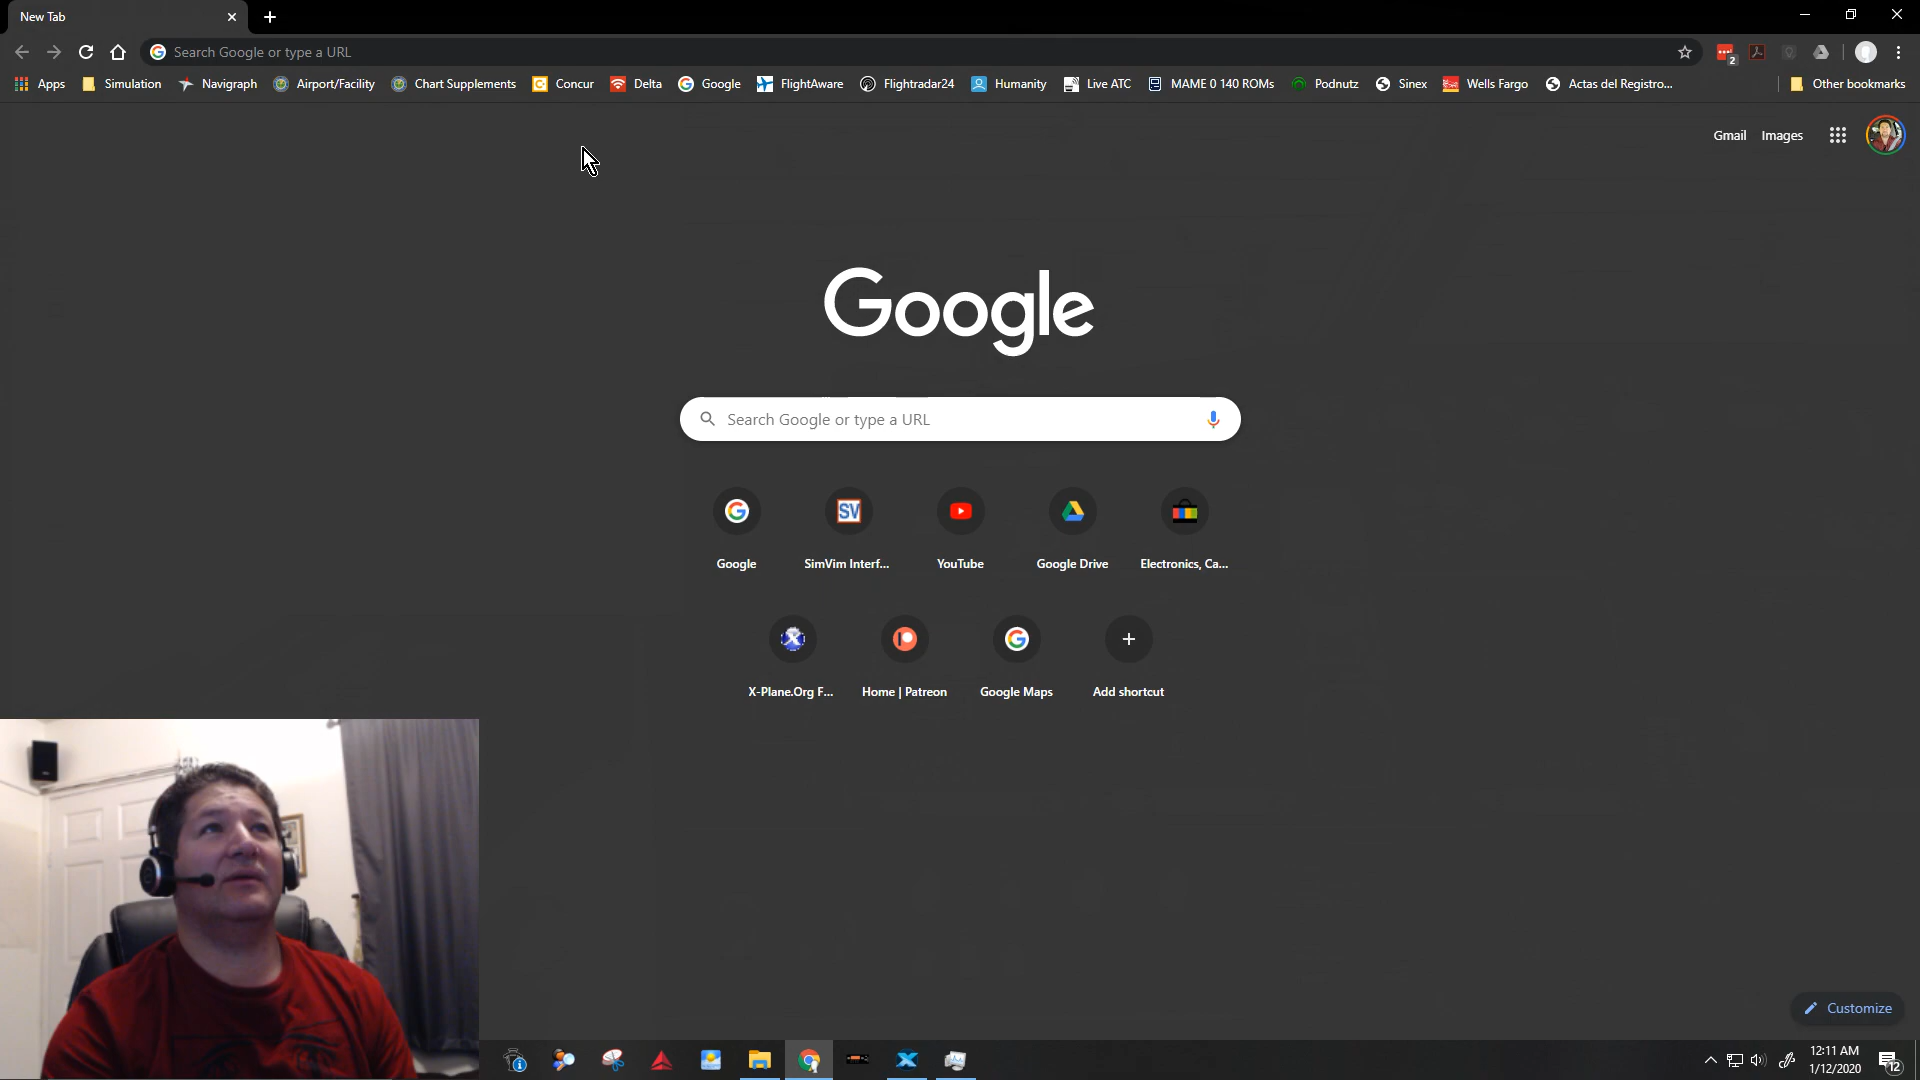 New Tab
Search Google or type a URL
2
Apps Simulation Navigraph Airport/Facility Chart Supplements Concur Delta Google FlightAware Flightradar24 Humanity Live ATC MAME 0 140 ROMs Podnutz Sinex Wells Fargo Actas del Registro... Other bookmarks
Gmail Images
Google
Search Google or type a URL
SV
Google SimVim Interf... YouTube Google Drive Electronics, Ca...
X-Plane.Org F... Home | Patreon Google Maps Add shortcut
Customize
12:11 AM
1/12/2020
12